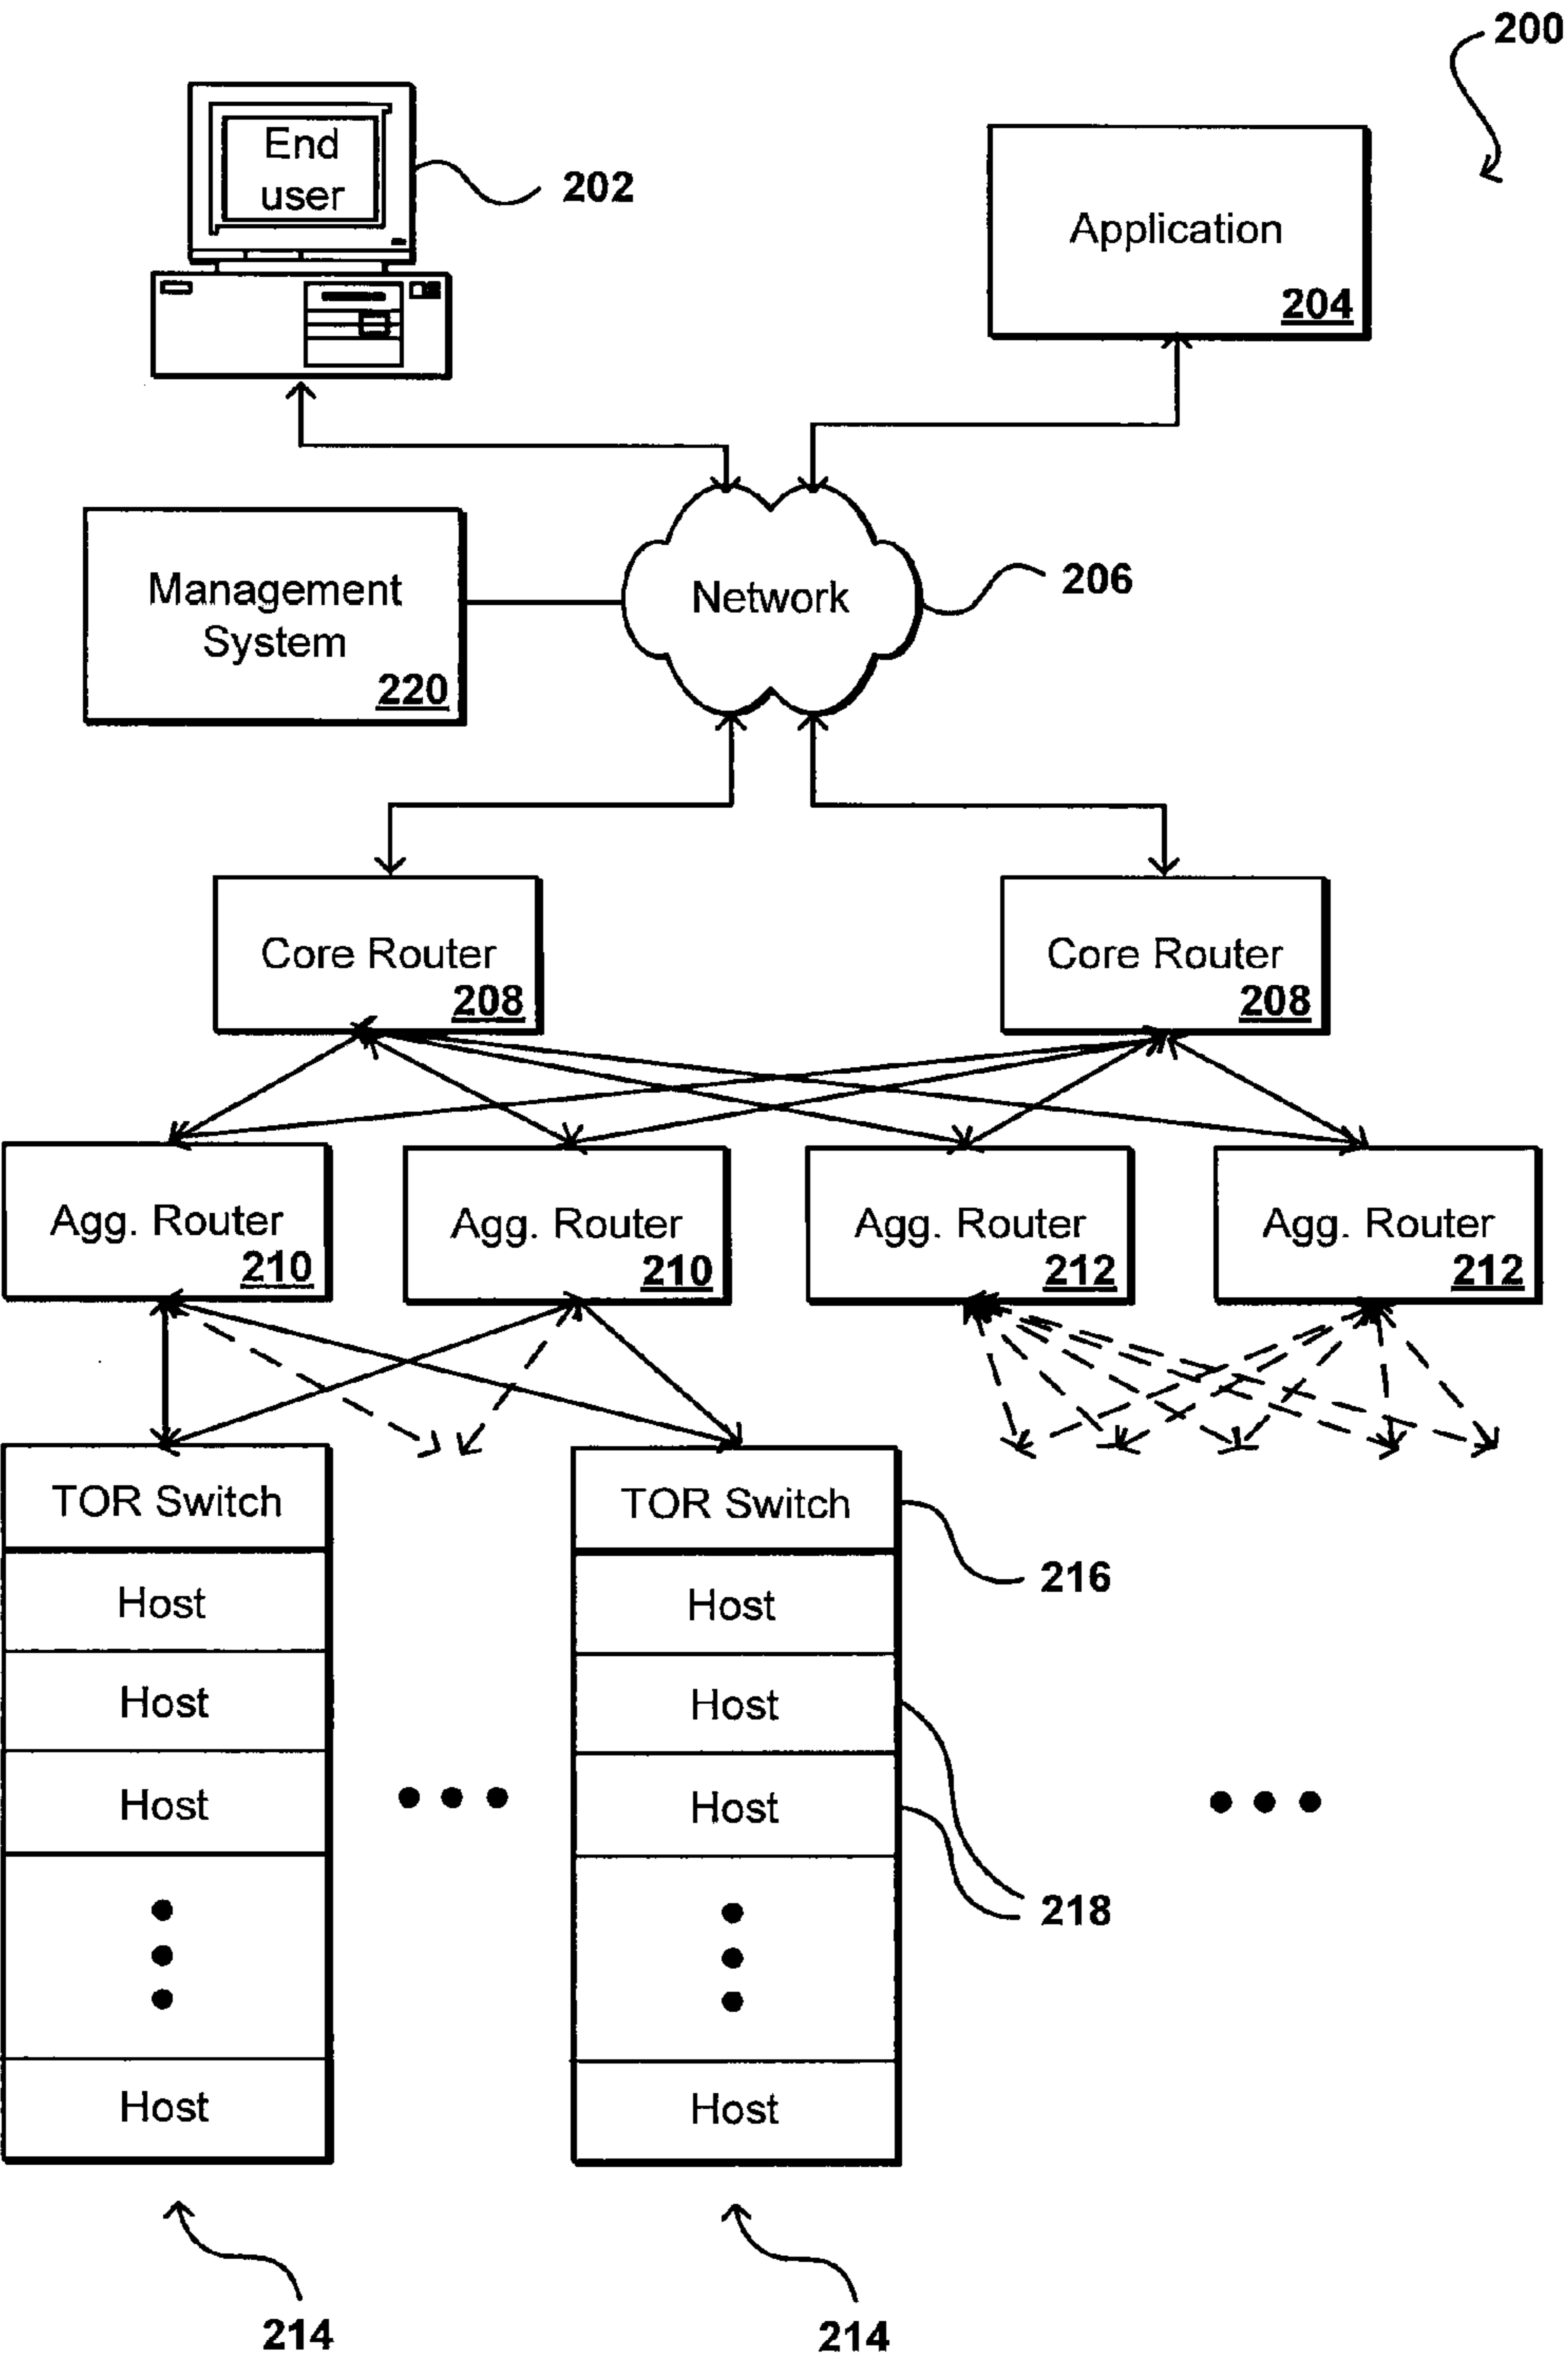 200
End
user
202
Application
204
Management
System
220
Network
206
Core Router
208
Core Router
208
Agg. Router
210
Agg. Router
210
Agg. Router
212
Agg. Router
212
TOR Switch
Host
Host
Host
Host
TOR Switch
Host
Host
Host
Host
216
218
214
214